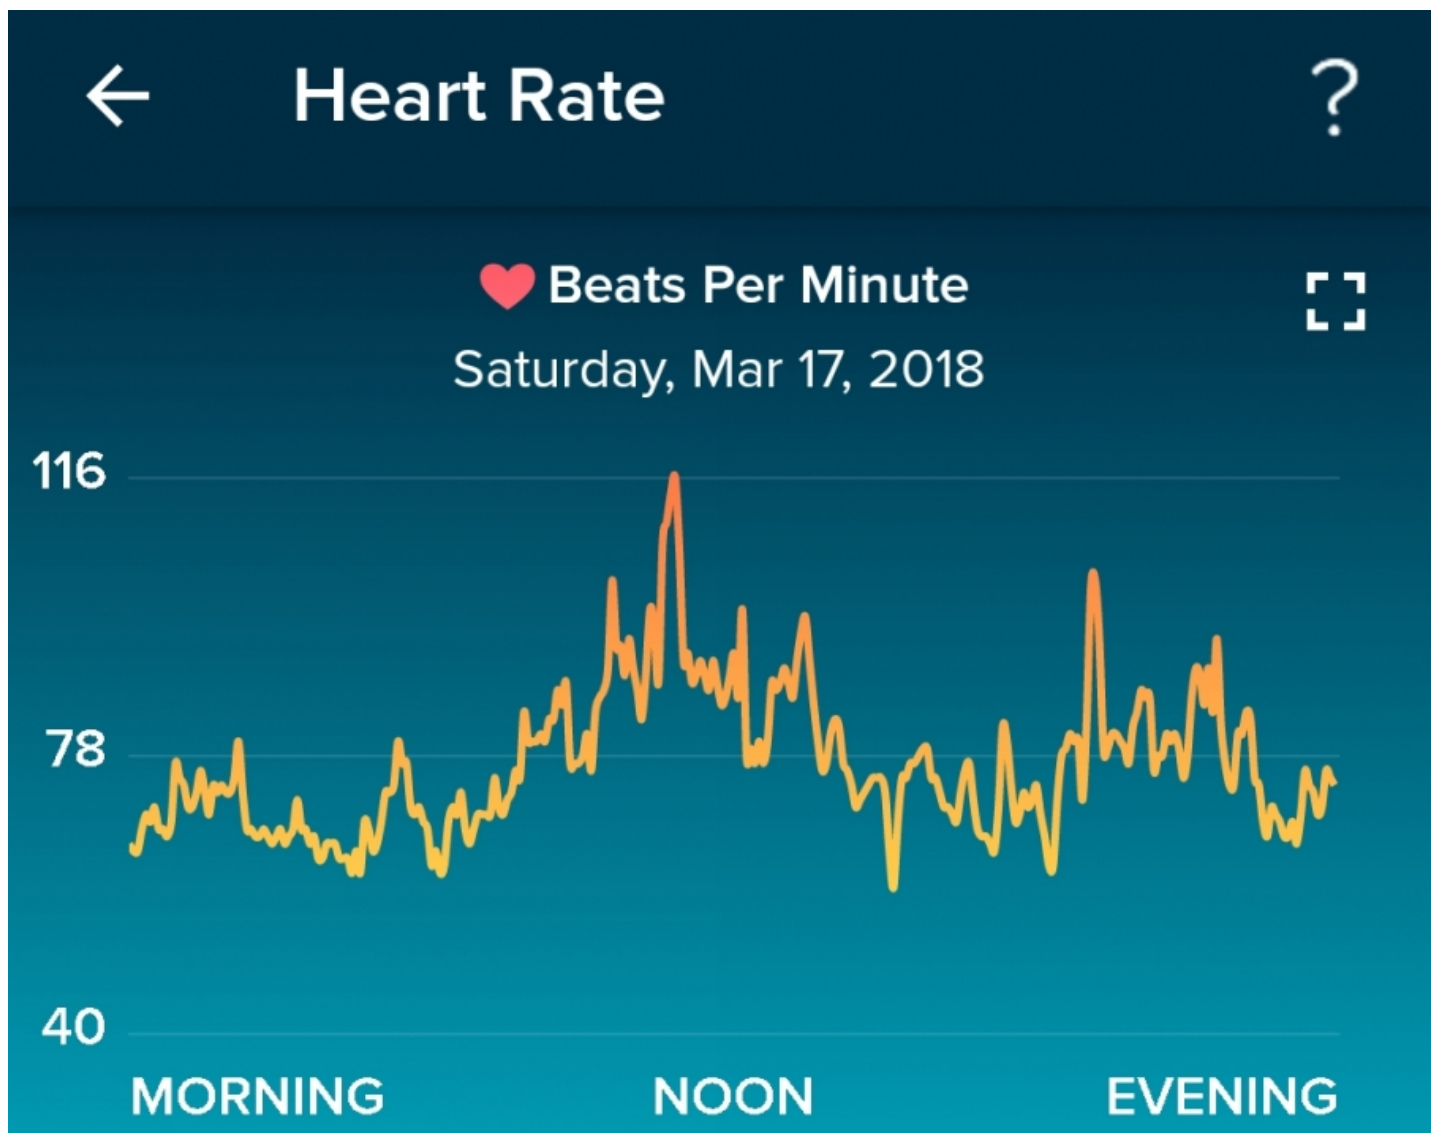 Heart Rate ?
Beats Per Minute
Saturday, Mar 17, 2018
116
78
40
MORNING NOON EVENING